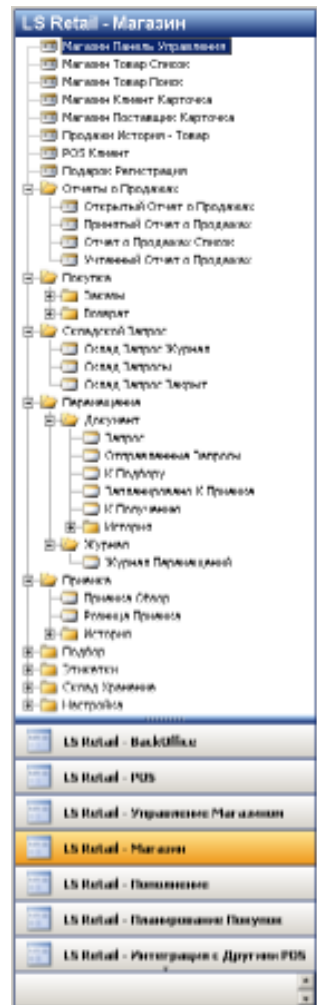 LS Retail - Магазин
Магазин Панель Управления
Магазин Товар Список
Магазин Товар Поиск
Магазин Клиент Карточка
Магазин Поставщик Карточка
Продажи История - Товар
POS Клиент
Подарок Регистрация
Отчеты о Продажах
Открытый Отчет о Продажах
Принятый Отчет о Продажах
Отчет о Продажах Список
Учтенный Отчет о Продажах
Покупка
Заказы
Возврат
Складской Запрос
Склад Запрос Журнал
Склад Запросы
Склад Запрос Закрыт
Перемещения
Документ
Запрос
Отправленные Запросы
К Подбору
Запланировано К Приемке
К Получению
История
Журнал
Журнал Перемещений
Приемка
Приемка Обзор
Розница Приемка
История
Подбор
Этикетки
Склад Хранения
Настройка
LS Retail - BackOffice
LS Retail - POS
LS Retail - Управление Магазином
LS Retail - Магазин
LS Retail - Пополнение
LS Retail - Планирование Покупок
LS Retail - Интеграция с Другим POS